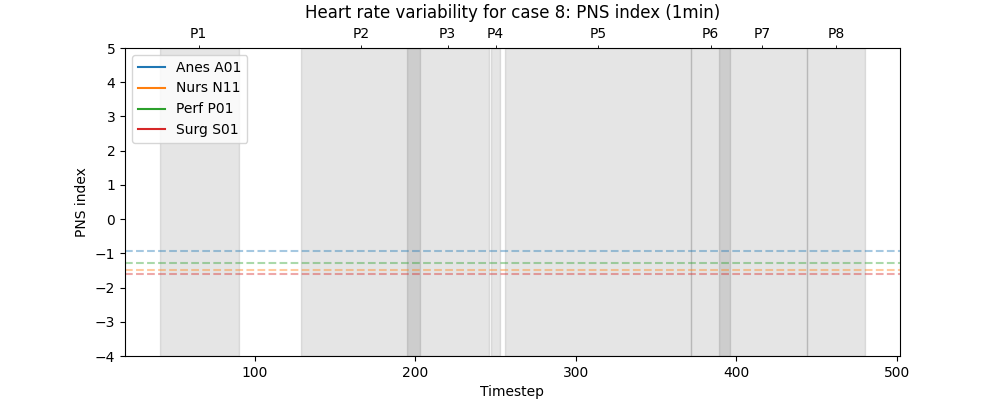 Heart rate variability for case 8: PNS index (1min)
P1 P2 P3 P4 P5 P6 P7 P8
Anes A01
Nurs N11
Perf P01
Surg S01
PNS index
5
4
3
2
1
0
−1
−2
−3
−4
100 200 300 400 500
Timestep